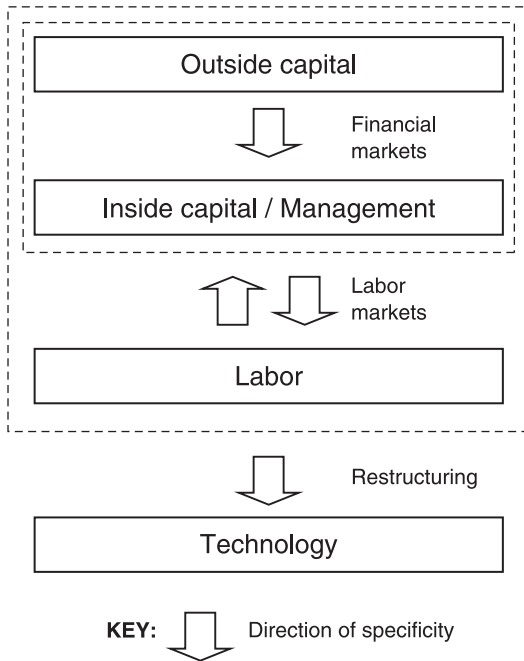 Outside capital
Financial
markets
Inside capital / Management
Labor
markets
Labor
Restructuring
Technology
KEY: Direction of specificity